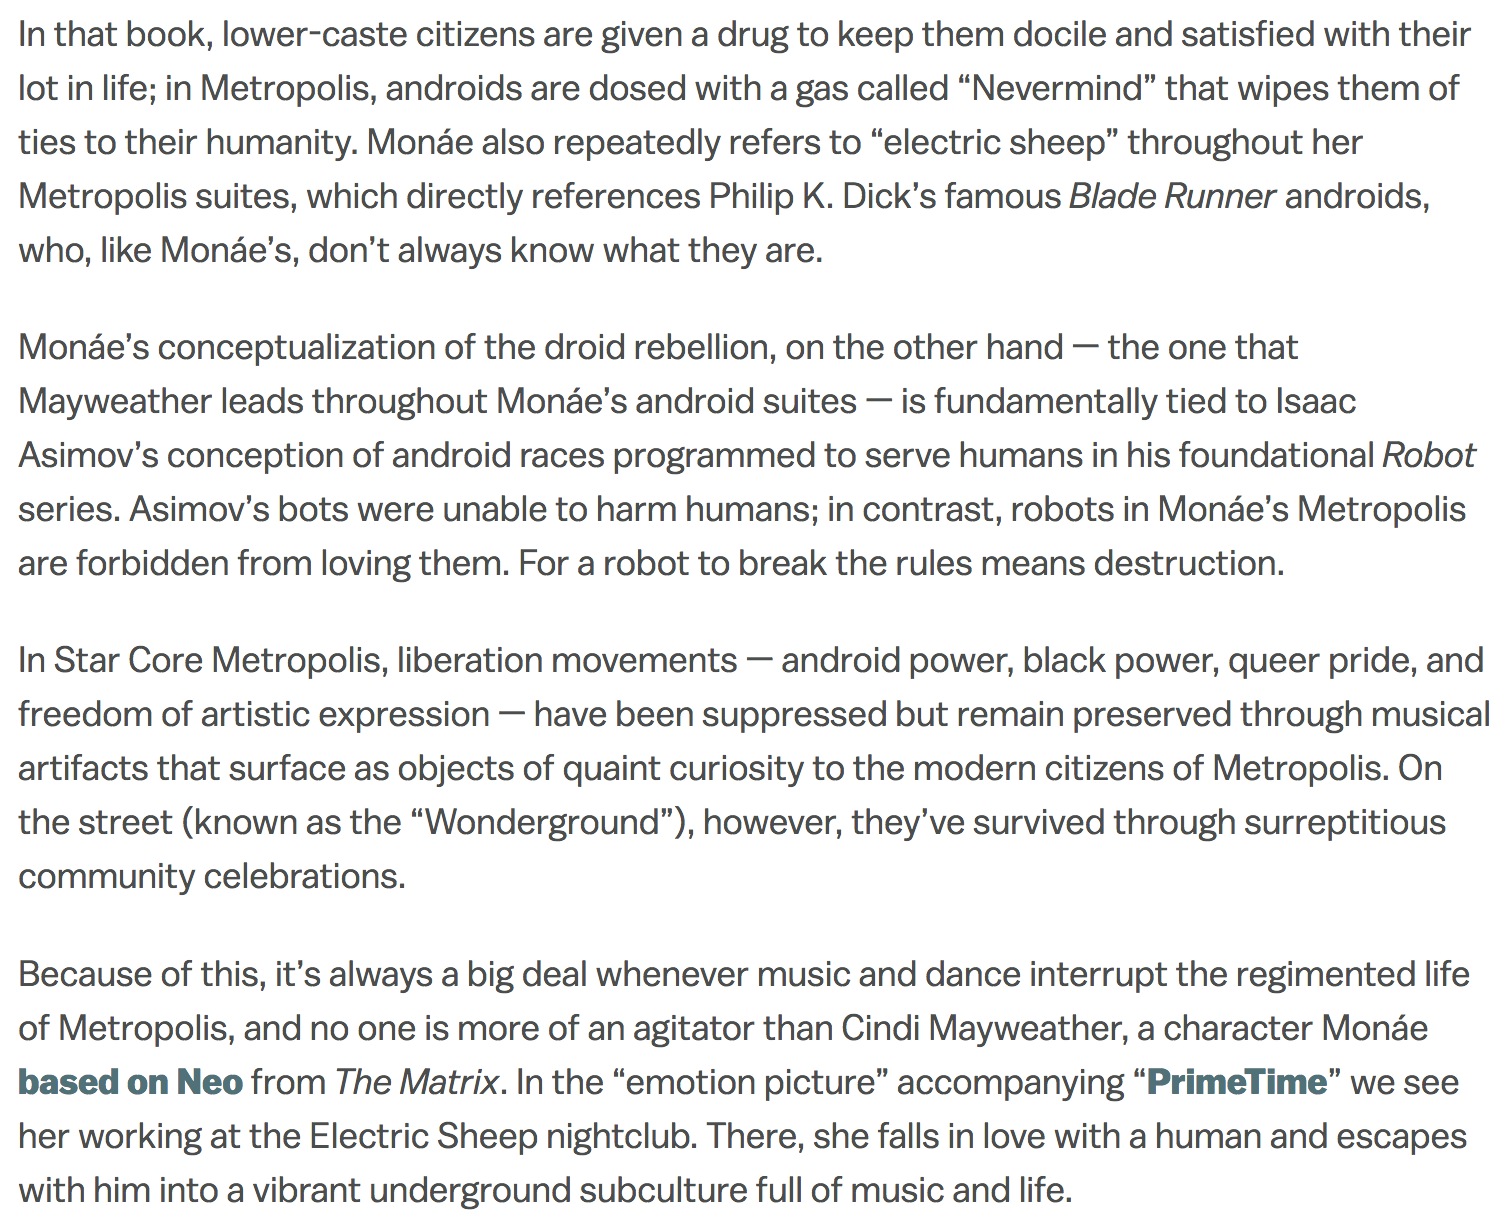 In that book, lower-caste citizens are given a drug to keep them docile and satisfied with their
lot in life; in Metropolis, androids are dosed with a gas called “Nevermind” that wipes them of
ties to their humanity. Monáe also repeatedly refers to “electric sheep” throughout her
Metropolis suites, which directly references Philip K. Dick’s famous Blade Runner androids,
who, like Monáe’s, don’t always know what they are.
Monáe’s conceptualization of the droid rebellion, on the other hand — the one that
Mayweather leads throughout Monáe’s android suites — is fundamentally tied to Isaac
Asimov’s conception of android races programmed to serve humans in his foundational Robot
series. Asimov’s bots were unable to harm humans; in contrast, robots in Monáe’s Metropolis
are forbidden from loving them. For a robot to break the rules means destruction.
In Star Core Metropolis, liberation movements — android power, black power, queer pride, and
freedom of artistic expression — have been suppressed but remain preserved through musical
artifacts that surface as objects of quaint curiosity to the modern citizens of Metropolis. On
the street (known as the “Wonderground”), however, they’ve survived through surreptitious
community celebrations.
Because of this, it’s always a big deal whenever music and dance interrupt the regimented life
of Metropolis, and no one is more of an agitator than Cindi Mayweather, a character Monáe
based on Neo from The Matrix. In the “emotion picture” accompanying “PrimeTime” we see
her working at the Electric Sheep nightclub. There, she falls in love with a human and escapes
with him into a vibrant underground subculture full of music and life.